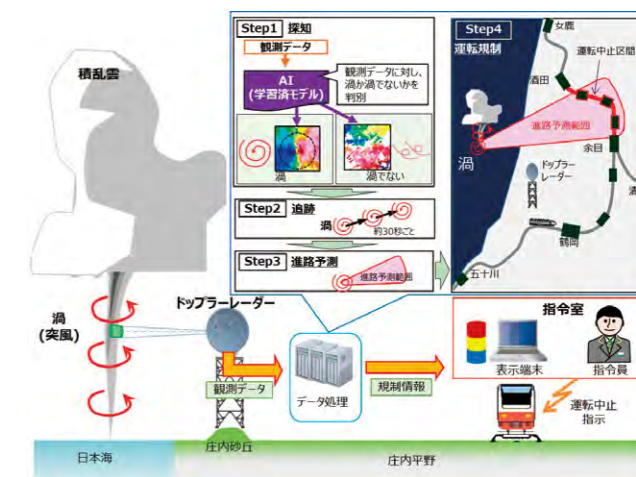 Step1 探知
観測データ
AI
(学習済モデル)
観測データに対し、
渦か渦でないかを
判別
渦
渦でない
Step2 追跡
渦
約30秒ごと
Step3 進路予測
進路予測範囲
Step4
運転規制
女鹿
酒田
運転中止区間
進路予測範囲
余目
渦
ドップラー
レーダー
鶴岡
五十川
積乱雲
渦
(突風)
ドップラーレーダー
観測データ
データ処理
規制情報
指令室
表示端末
指令員
運転中止
指示
日本海
庄内砂丘
庄内平野